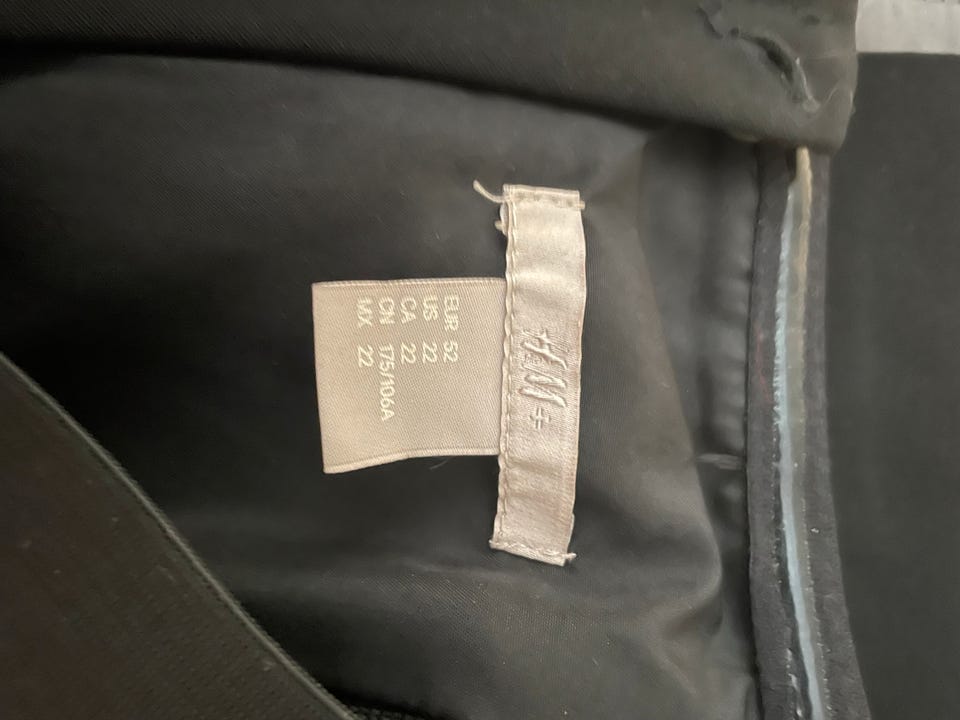 H&M+
EUR 52
US 22
CA 22
CN 175/106A
MX 22